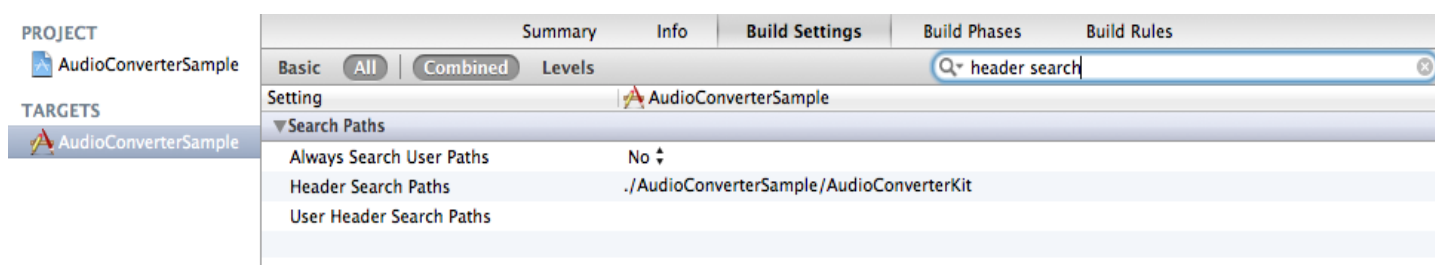 PROJECT
AudioConverterSample
TARGETS
AudioConverterSample
Summary Info Build Settings Build Phases Build Rules
Basic All Combined Levels header search
Setting AudioConverterSample
Search Paths
Always Search User Paths No
Header Search Paths ./AudioConverterSample/AudioConverterKit
User Header Search Paths